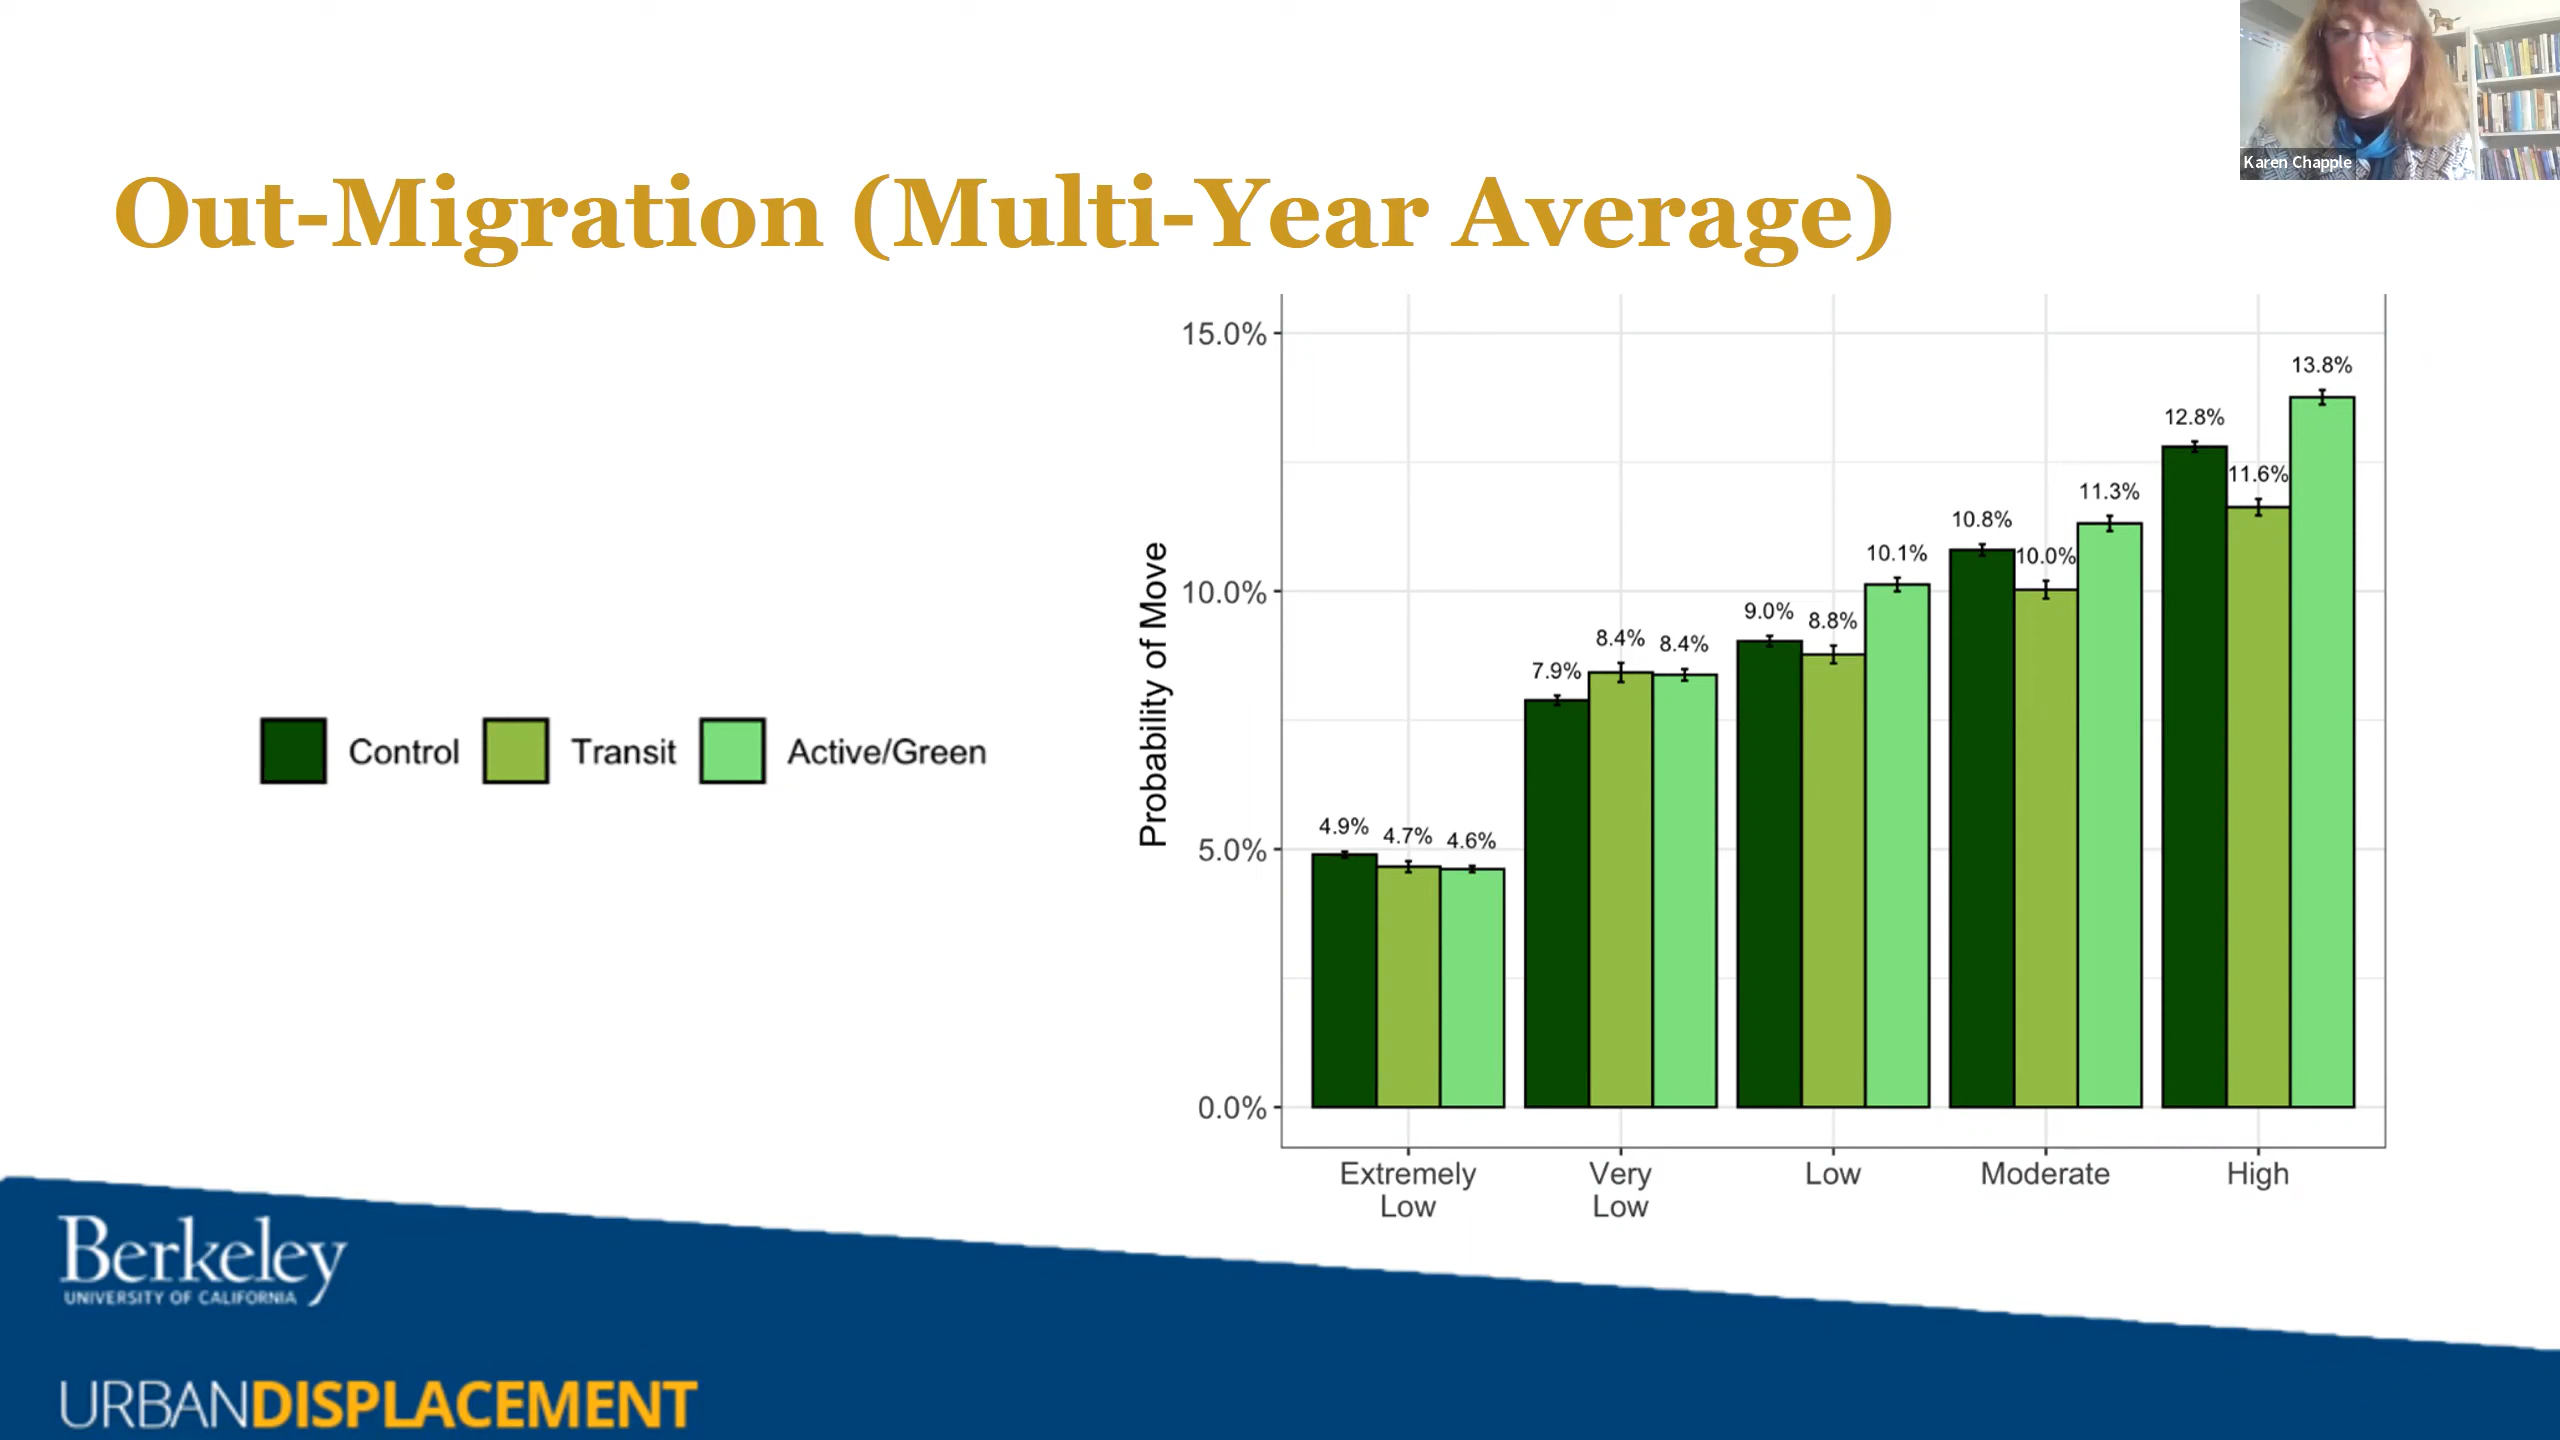 Karen Chapple
Out-Migration (Multi-Year Average)
Control
Transit
Active/Green
Probability of Move
15.0%
10.0%
5.0%
0.0%
4.9%
4.7%
4.6%
7.9%
8.4%
8.4%
9.0%
8.8%
10.1%
10.8%
10.0%
11.3%
12.8%
11.6%
13.8%
Extremely
Low
Very
Low
Low
Moderate
High
Berkeley
UNIVERSITY OF CALIFORNIA
URBANDISPLACEMENT